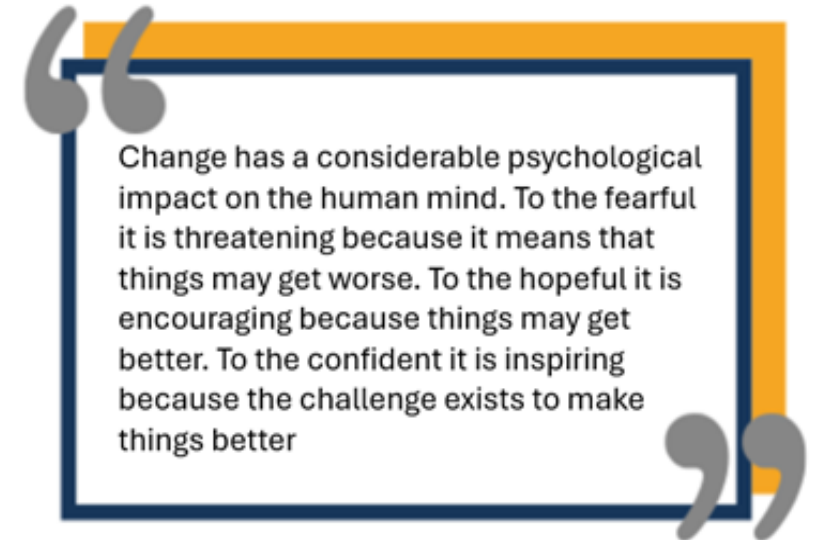 Change has a considerable psychological
impact on the human mind. To the fearful
it is threatening because it means that
things may get worse. To the hopeful it is
encouraging because things may get
better. To the confident it is inspiring
because the challenge exists to make
things better